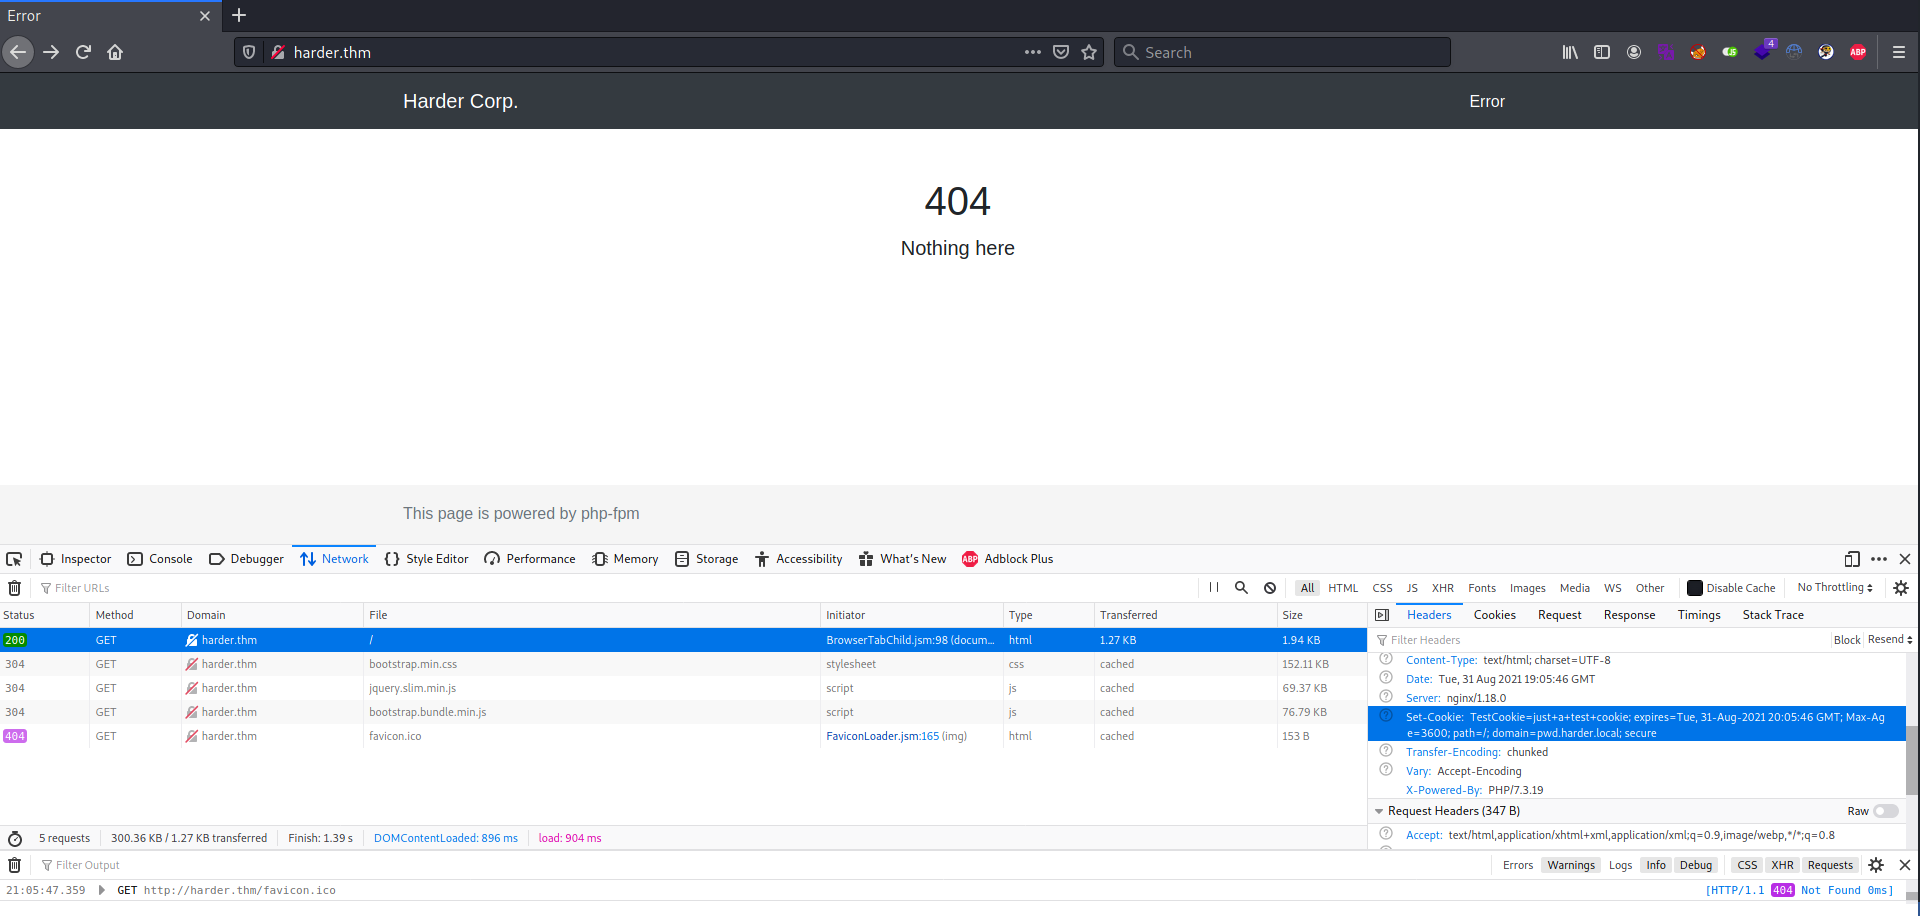 Error
harder.thm
Search
4
ABP
Harder Corp.
Error
404
Nothing here
This page is powered by php-fpm
Inspector Console Debugger Network Style Editor Performance Memory Storage Accessibility What's New ABP Adblock Plus
Filter URLs
All HTML CSS JS XHR Fonts Images Media WS Other Disable Cache No Throttling
Status Method Domain File Initiator Type Transferred Size
200 GET harder.thm / BrowserTabChild.jsm:98 (docum... html 1.27 KB 1.94 KB
304 GET harder.thm bootstrap.min.css stylesheet css cached 152.11 KB
304 GET harder.thm jquery.slim.min.js script js cached 69.37 KB
304 GET harder.thm bootstrap.bundle.min.js script js cached 76.79 KB
404 GET harder.thm favicon.ico FaviconLoader.jsm:165 (img) html cached 153 B
5 requests 300.36 KB / 1.27 KB transferred Finish: 1.39 s DOMContentLoaded: 896 ms load: 904 ms
Headers Cookies Request Response Timings Stack Trace
Filter Headers Block Resend
Content-Type: text/html; charset=UTF-8
Date: Tue, 31 Aug 2021 19:05:46 GMT
Server: nginx/1.18.0
Set-Cookie: TestCookie=just+a+test+cookie; expires=Tue, 31-Aug-2021 20:05:46 GMT; Max-Ag
e=3600; path=/; domain=pwd.harder.local; secure
Transfer-Encoding: chunked
Vary: Accept-Encoding
X-Powered-By: PHP/7.3.19
Request Headers (347 B) Raw
Accept: text/html,application/xhtml+xml,application/xml;q=0.9,image/webp,*/*;q=0.8
Filter Output
Errors Warnings Logs Info Debug CSS XHR Requests
21:05:47.359 GET http://harder.thm/favicon.ico [HTTP/1.1 404 Not Found 0ms]